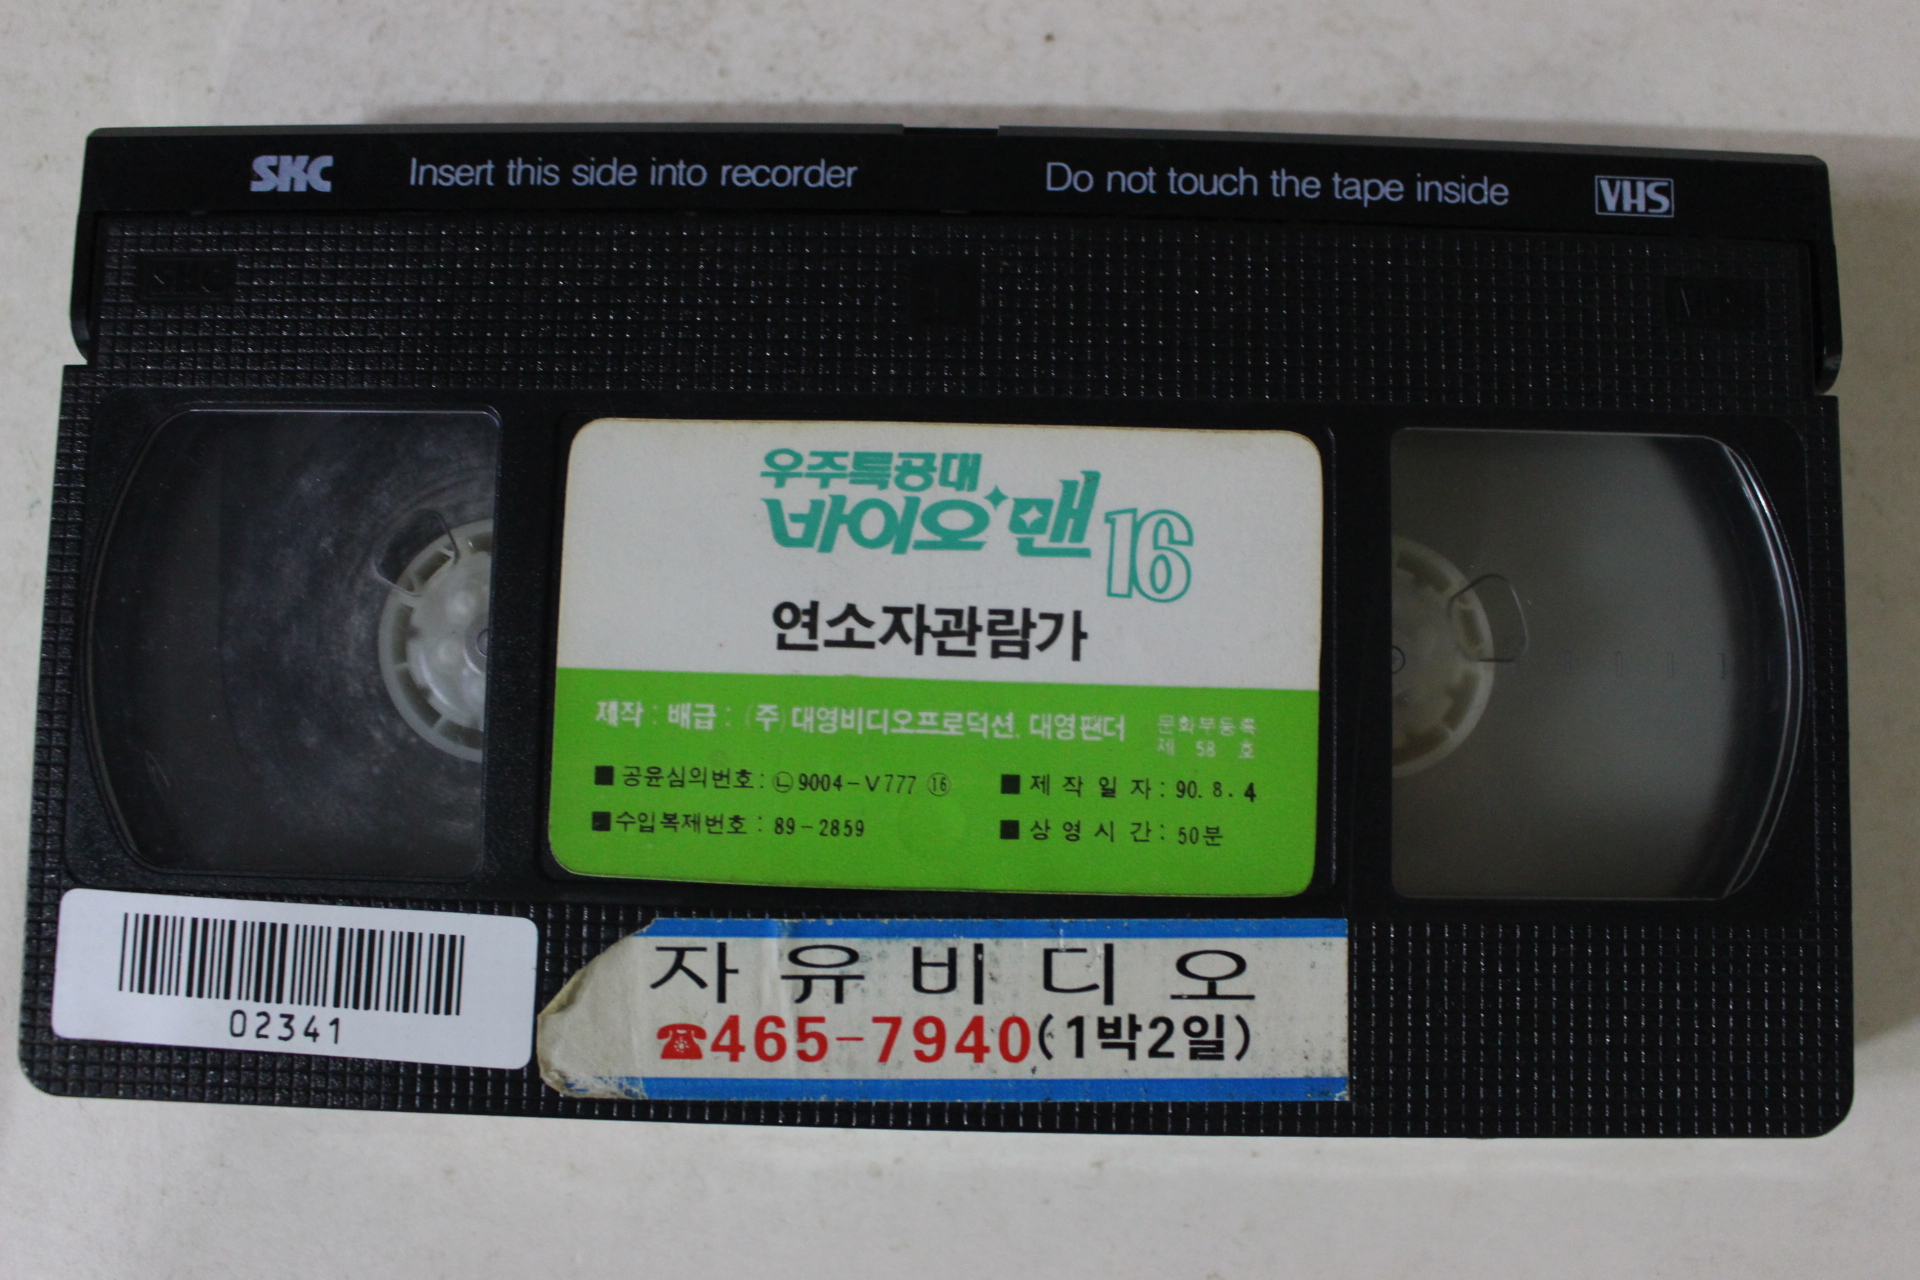 SKC Insert this side into recorder Do not touch the tape inside VHS
우주특공대
바이오맨 16
연소자관람가
제작 : 배급 : (주) 대영비디오프로덕션, 대영팬더
문화부등록
제 58 호
■ 공윤심의번호 : ㉡ 9004-V777 ⑯ ■ 제작일자 : 90. 8. 4
■ 수입복제번호 : 89-2859 ■ 상영시간 : 50분
02341
자유비디오
☎465-7940(1박2일)